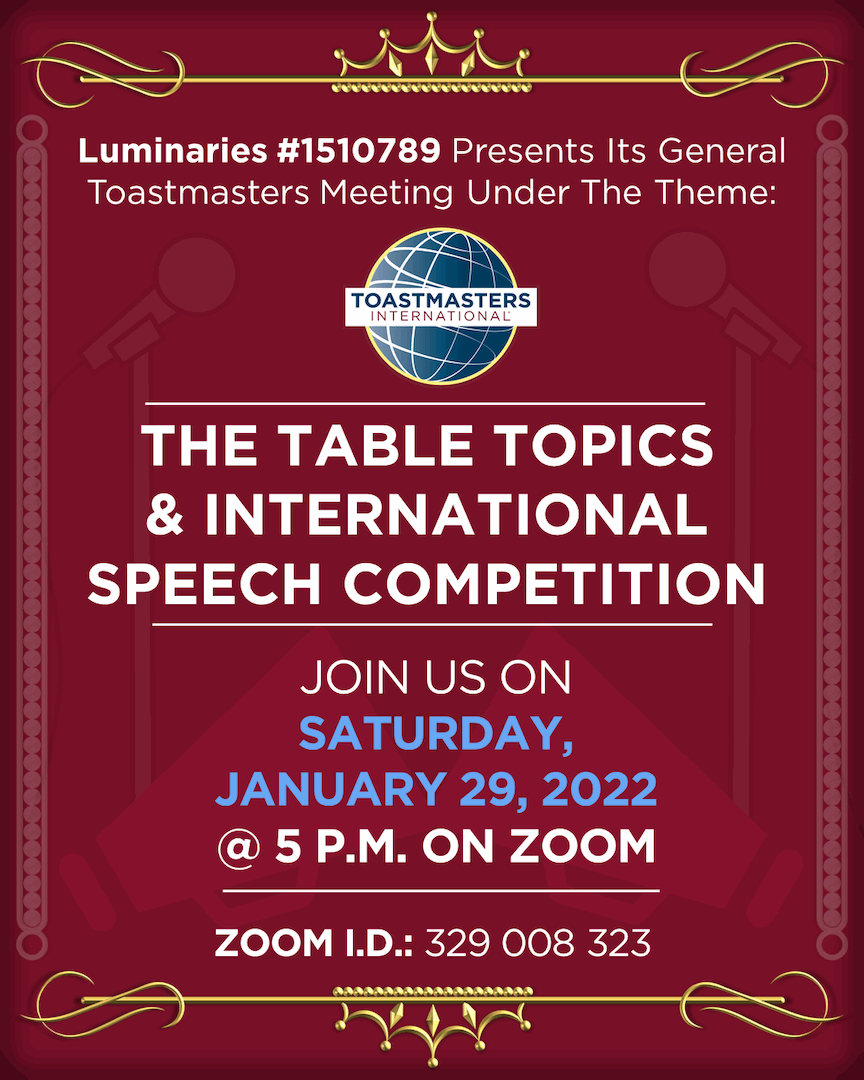 Luminaries #1510789 Presents Its General
Toastmasters Meeting Under The Theme:
TOASTMASTERS
INTERNATIONAL
THE TABLE TOPICS
& INTERNATIONAL
SPEECH COMPETITION
JOIN US ON
SATURDAY,
JANUARY 29, 2022
@ 5 P.M. ON ZOOM
ZOOM I.D.: 329 008 323